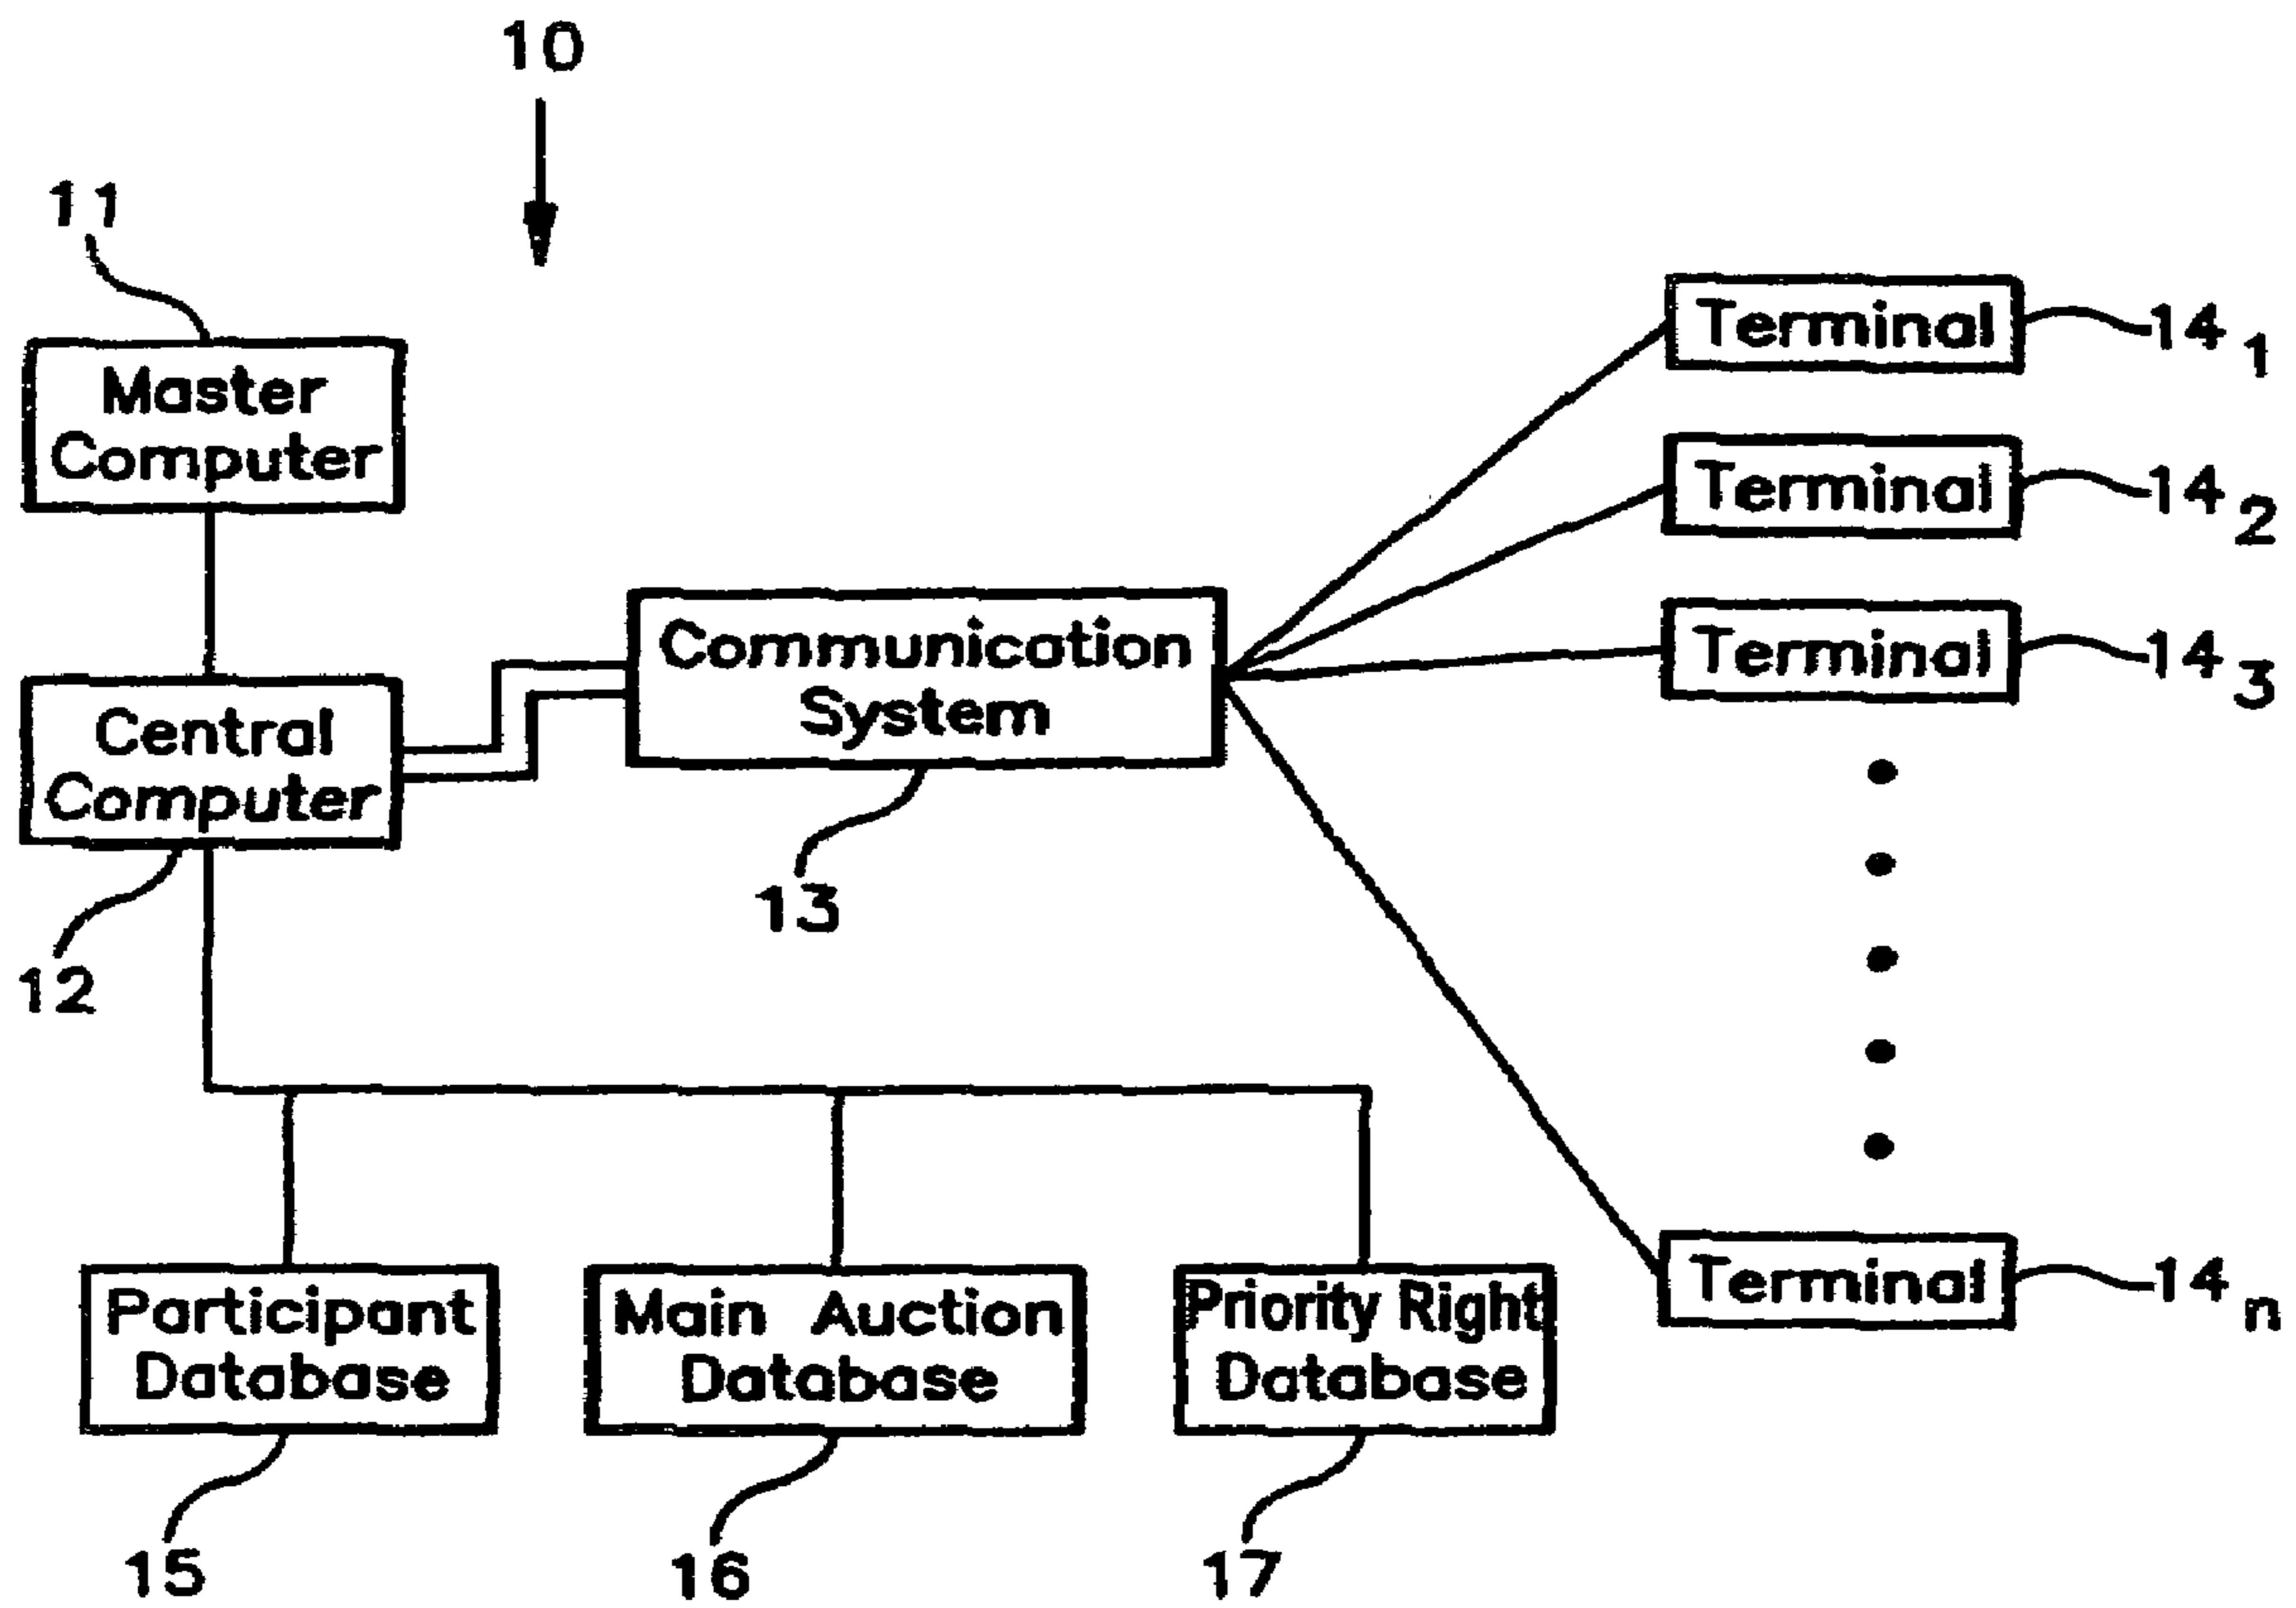 10
11
Master
Computer
Terminal
14 1
Terminal
14 2
Communication
System
Terminal
14 3
Central
Computer
13
12
Terminal
14 n
Participant
Database
Main Auction
Database
Priority Right
Database
15
16
17